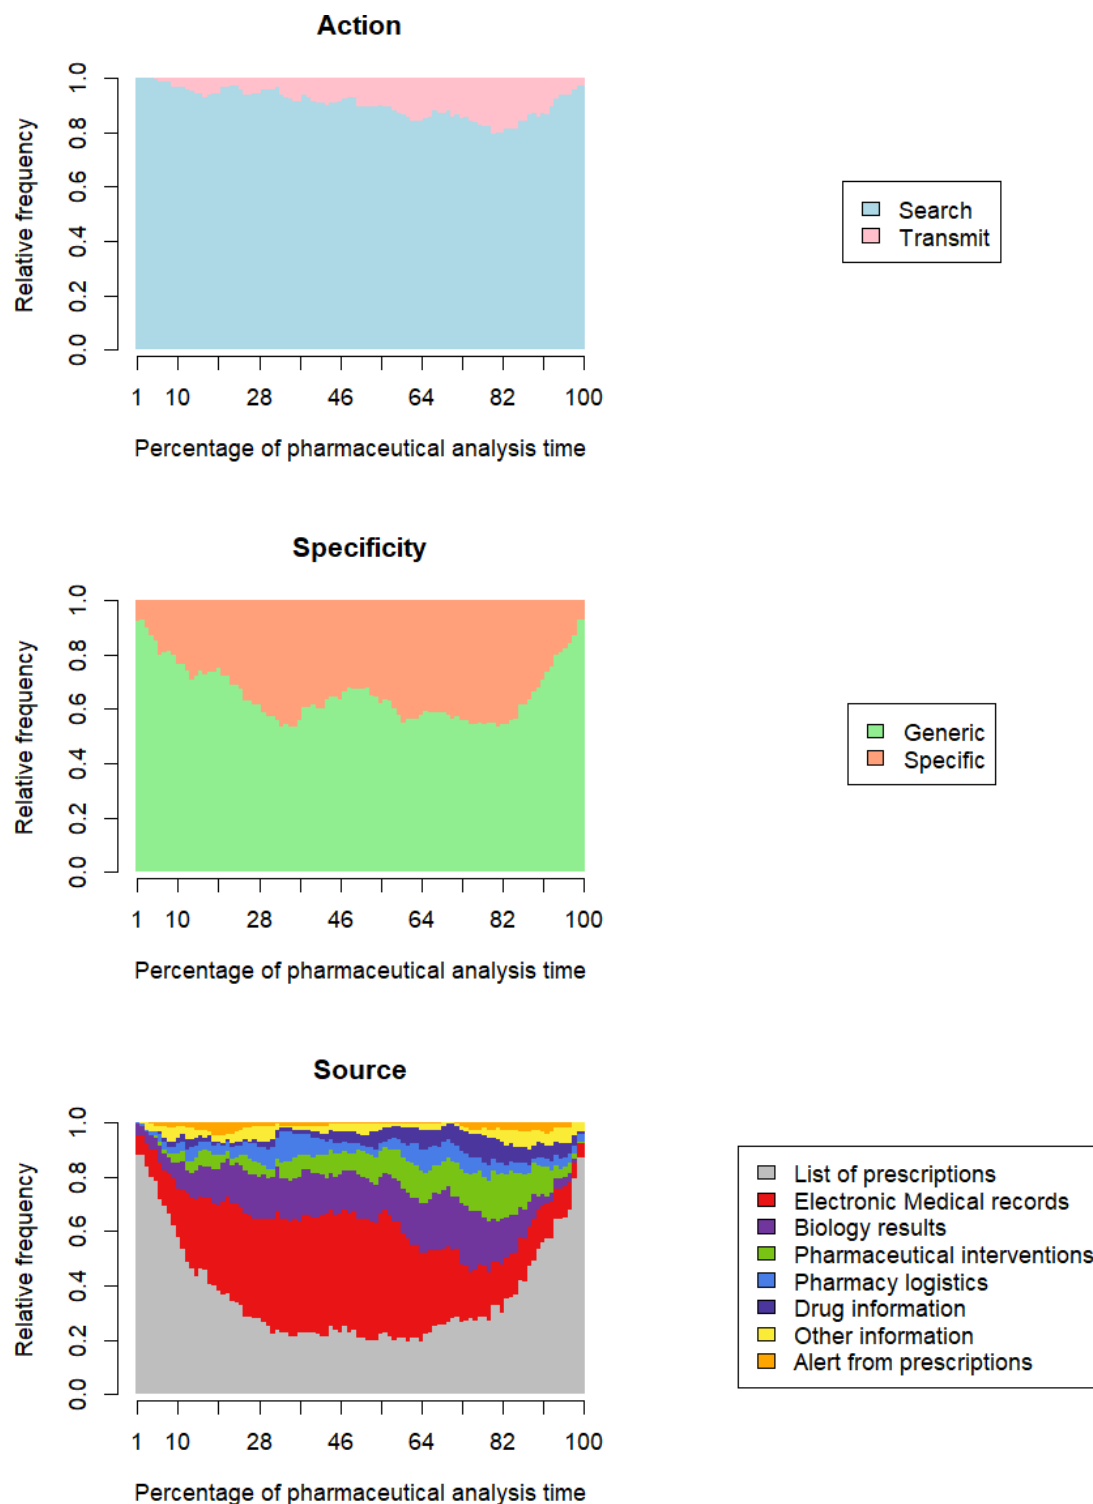 Action
Relative frequency
1.0
0.8
0.6
0.4
0.2
0.0
1 10 28 46 64 82 100
Percentage of pharmaceutical analysis time
Search
Transmit
Specificity
Relative frequency
1.0
0.8
0.6
0.4
0.2
0.0
1 10 28 46 64 82 100
Percentage of pharmaceutical analysis time
Generic
Specific
Source
Relative frequency
1.0
0.8
0.6
0.4
0.2
0.0
1 10 28 46 64 82 100
Percentage of pharmaceutical analysis time
List of prescriptions
Electronic Medical records
Biology results
Pharmaceutical interventions
Pharmacy logistics
Drug information
Other information
Alert from prescriptions